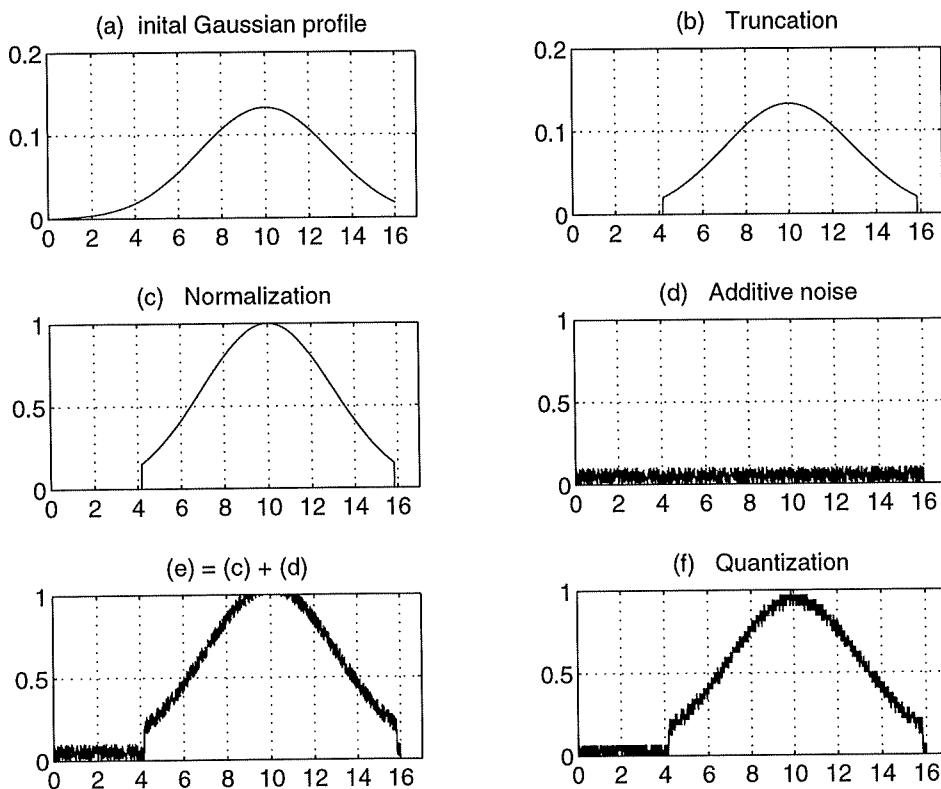 (a) inital Gaussian profile
0.2
0.1
0
0 2 4 6 8 10 12 14 16
(b) Truncation
0.2
0.1
0
0 2 4 6 8 10 12 14 16
(c) Normalization
1
0.5
0
0 2 4 6 8 10 12 14 16
(d) Additive noise
1
0.5
0
0 2 4 6 8 10 12 14 16
(e) = (c) + (d)
1
0.5
0
0 2 4 6 8 10 12 14 16
(f) Quantization
1
0.5
0
0 2 4 6 8 10 12 14 16